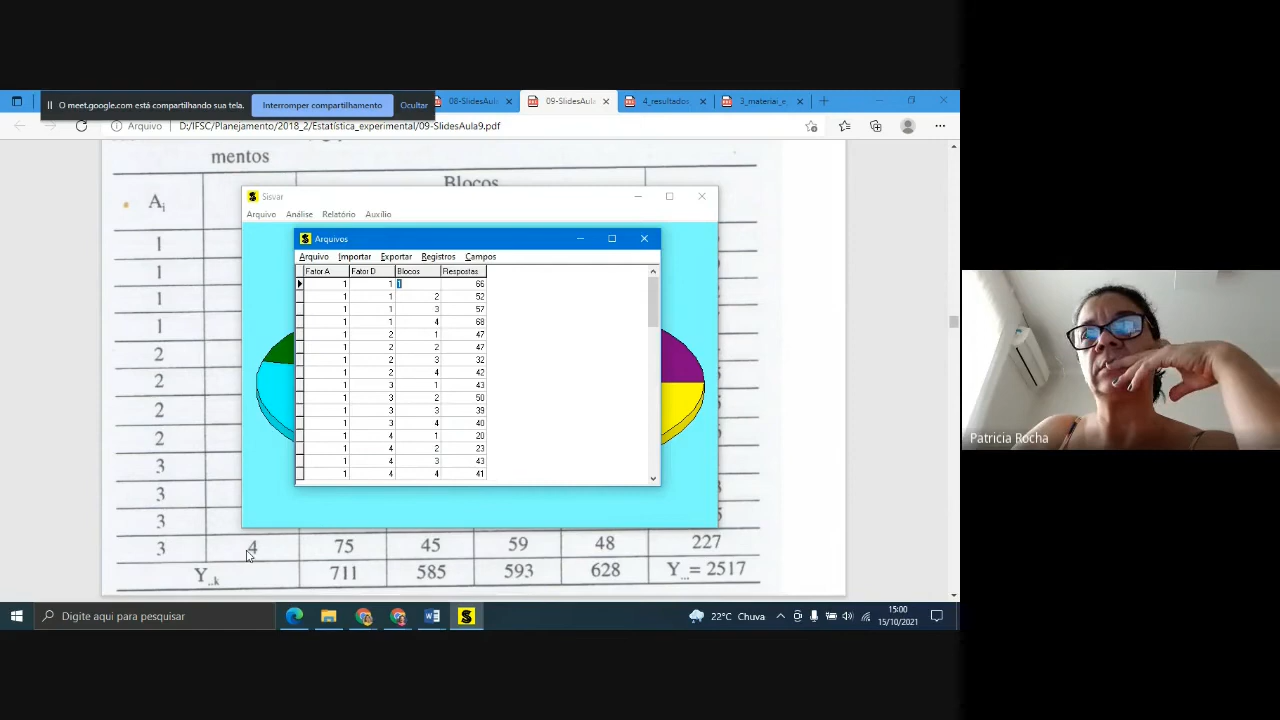 O meet.google.com está compartilhando sua tela.
Interromper compartilhamento
Ocultar
08-SlidesAula
09-SlidesAula
4_resultados
3_material_e
Arquivo
D:/IFSC/Planejamento/2018_2/Estatística_experimental/09-SlidesAula9.pdf
mentos
Blocos
Ai
1
1
1
1
2
2
2
2
3
3
3
3 4 75 45 59 48 227
Y..k 711 585 593 628 Y... = 2517
Sisvar
Arquivo Análise Relatório Auxílio
Arquivos
Arquivo Importar Exportar Registros Campos
Fator A Fator D Blocos Respostas
1 1 1 66
1 1 2 52
1 1 3 57
1 1 4 68
1 2 1 47
1 2 2 47
1 2 3 32
1 2 4 42
1 3 1 43
1 3 2 50
1 3 3 39
1 3 4 40
1 4 1 20
1 4 2 23
1 4 3 43
1 4 4 41
Patricia Rocha
Digite aqui para pesquisar
22°C Chuva
15:00
15/10/2021